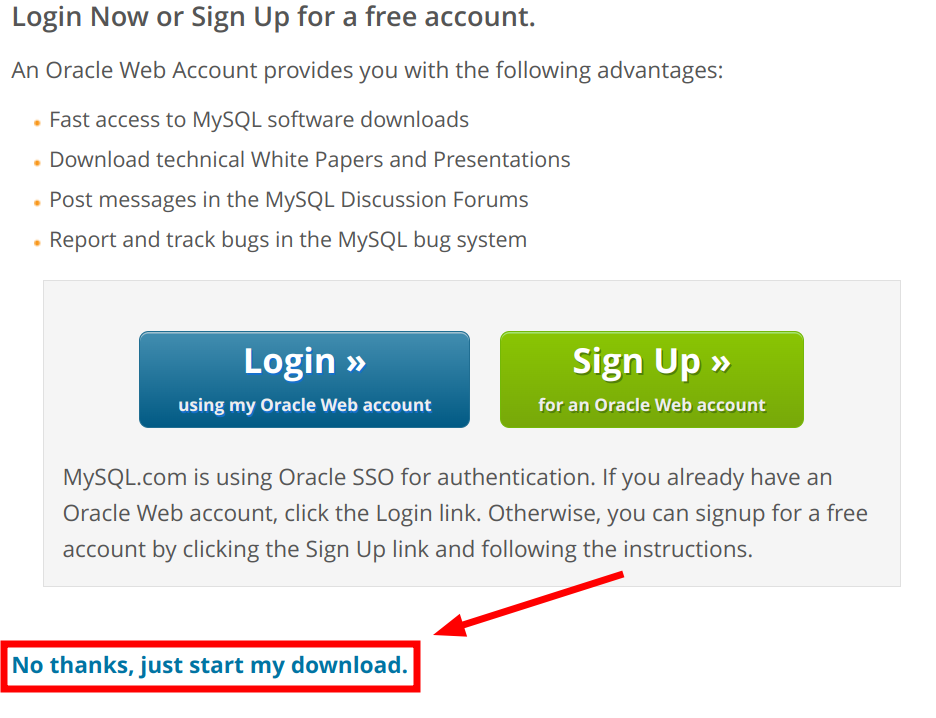 Login Now or Sign Up for a free account.
An Oracle Web Account provides you with the following advantages:
Fast access to MySQL software downloads
Download technical White Papers and Presentations
Post messages in the MySQL Discussion Forums
Report and track bugs in the MySQL bug system
Login »
using my Oracle Web account
Sign Up »
for an Oracle Web account
MySQL.com is using Oracle SSO for authentication. If you already have an
Oracle Web account, click the Login link. Otherwise, you can signup for a free
account by clicking the Sign Up link and following the instructions.
No thanks, just start my download.